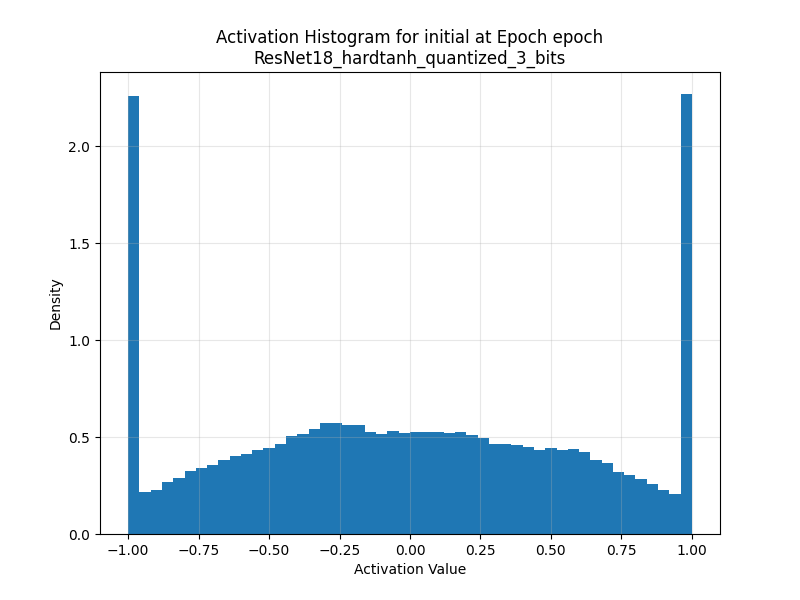 Activation Histogram for initial at Epoch epoch
ResNet18_hardtanh_quantized_3_bits
2.0
1.5
1.0
0.5
0.0
Density
−1.00 −0.75 −0.50 −0.25 0.00 0.25 0.50 0.75 1.00
Activation Value